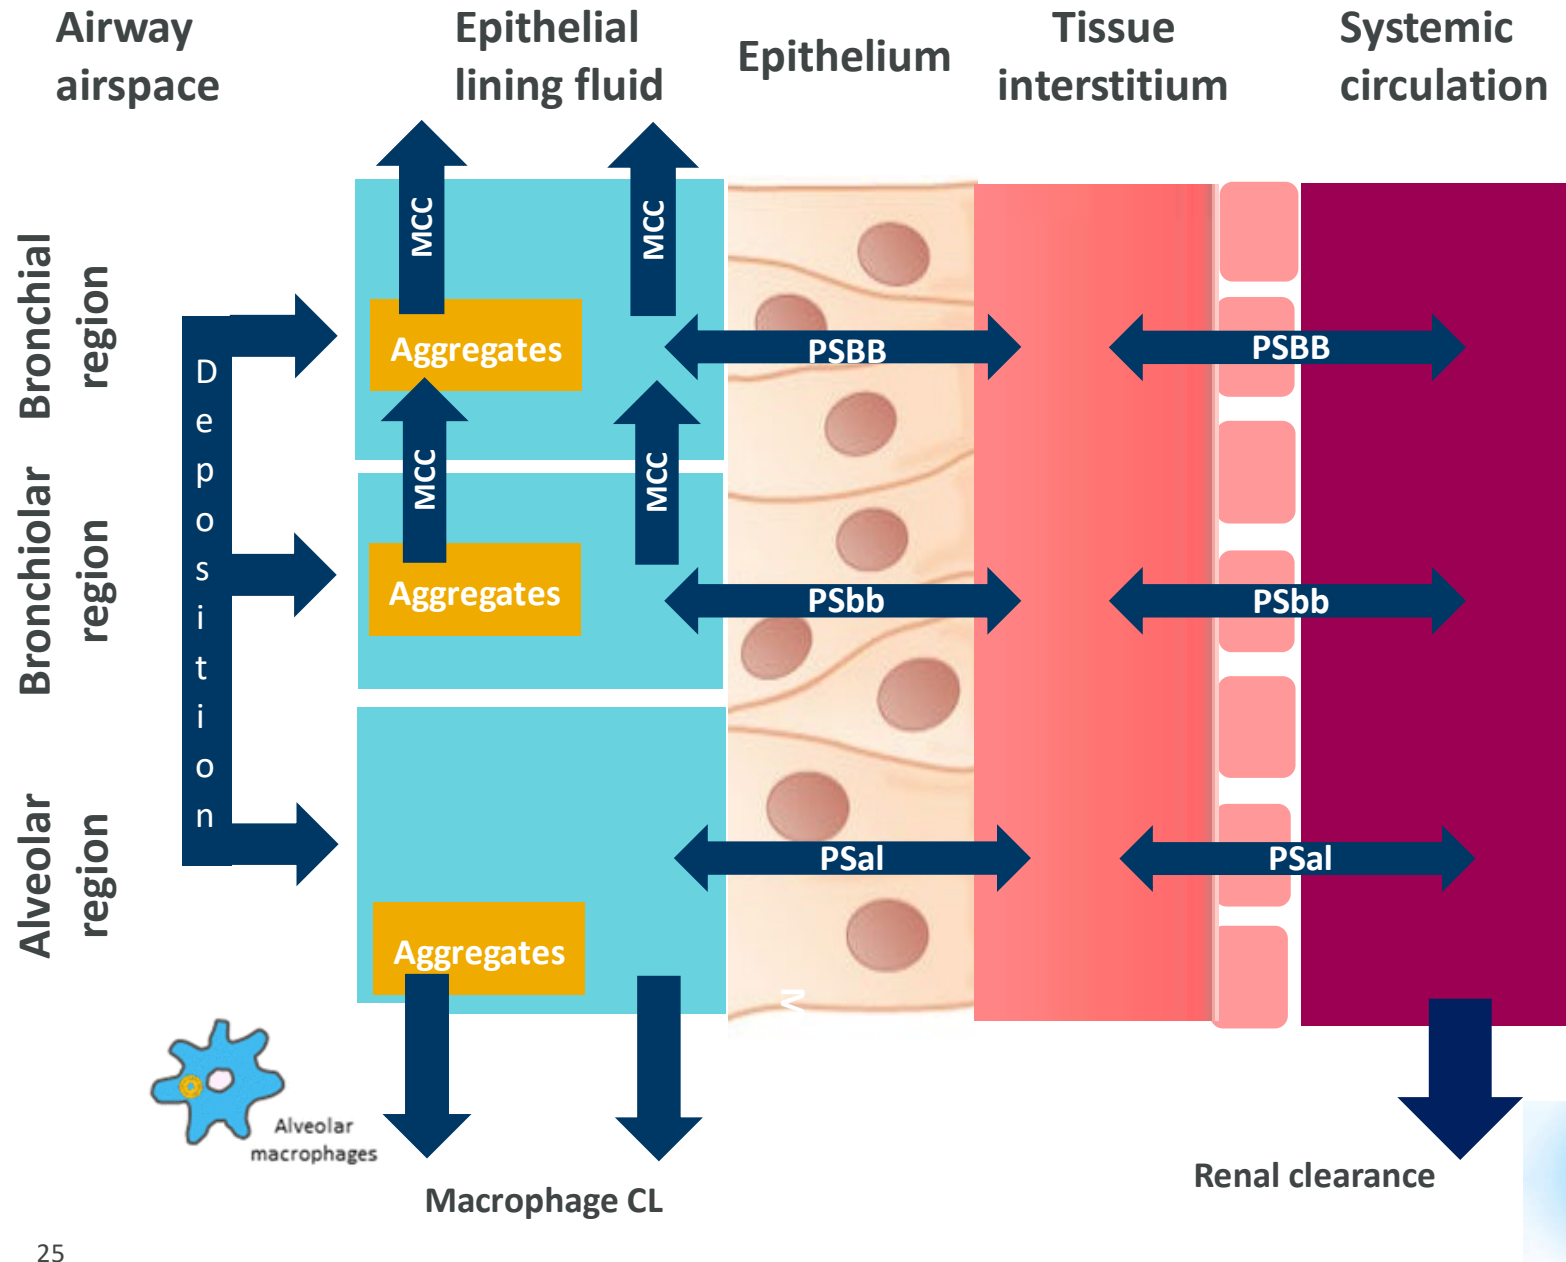 Airway
airspace
Epithelial
lining fluid
Epithelium
Tissue
interstitium
Systemic
circulation
Bronchial
region
Bronchiolar
region
Alveolar
region
Deposition
MCC
MCC
Aggregates
PSBB
PSBB
MCC
MCC
Aggregates
PSbb
PSbb
PSal
PSal
Aggregates
M
Alveolar
macrophages
Macrophage CL
Renal clearance
25